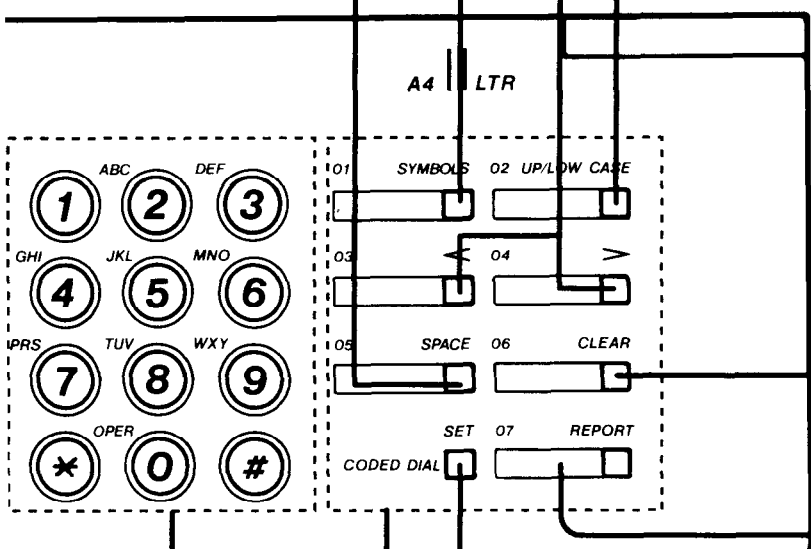 A4 LTR
01 SYMBOLS 02 UP/LOW CASE
ABC DEF
1 2 3
GHI JKL MNO 03 < 04 >
4 5 6
PRS TUV WXY 05 SPACE 06 CLEAR
7 8 9
OPER SET 07 REPORT
* 0 # CODED DIAL